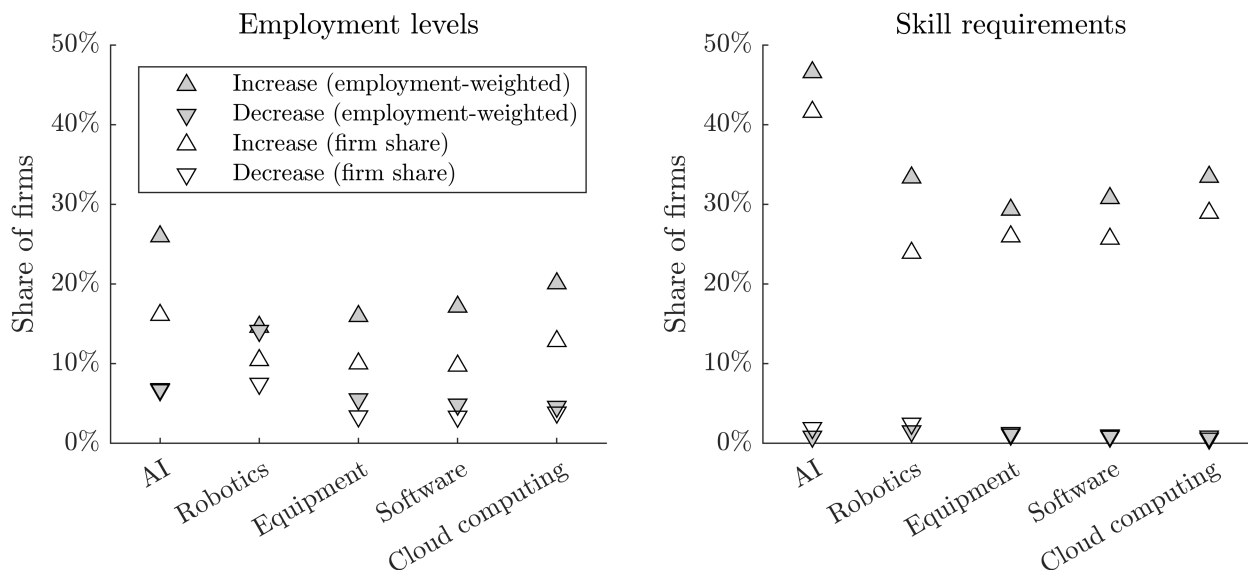 Employment levels
50%
40%
30%
20%
10%
0%
Share of firms
Increase (employment-weighted)
Decrease (employment-weighted)
Increase (firm share)
Decrease (firm share)
AI
Robotics
Equipment
Software
Cloud computing
Skill requirements
50%
40%
30%
20%
10%
0%
Share of firms
AI
Robotics
Equipment
Software
Cloud computing